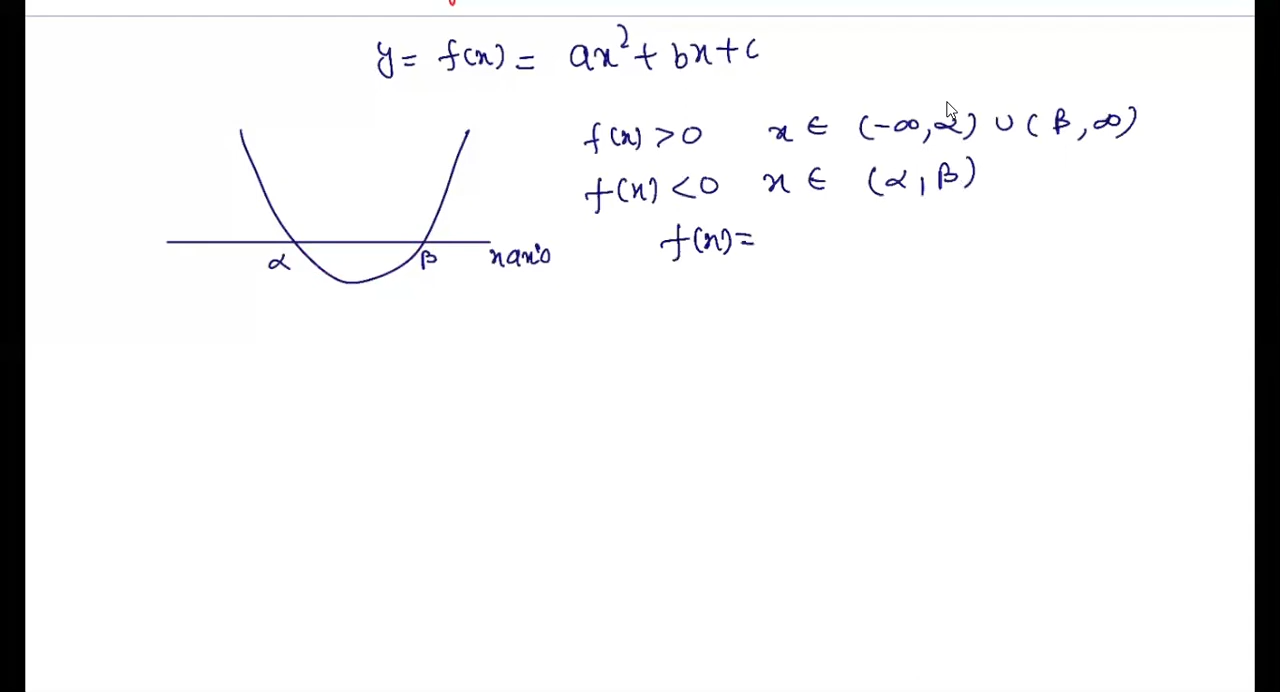 y = f(x) = ax² + bx + c
f(x) > 0 x ∈ (-∞, α) ∪ (β, ∞)
f(x) < 0 x ∈ (α, β)
f(x) =
α β x axis